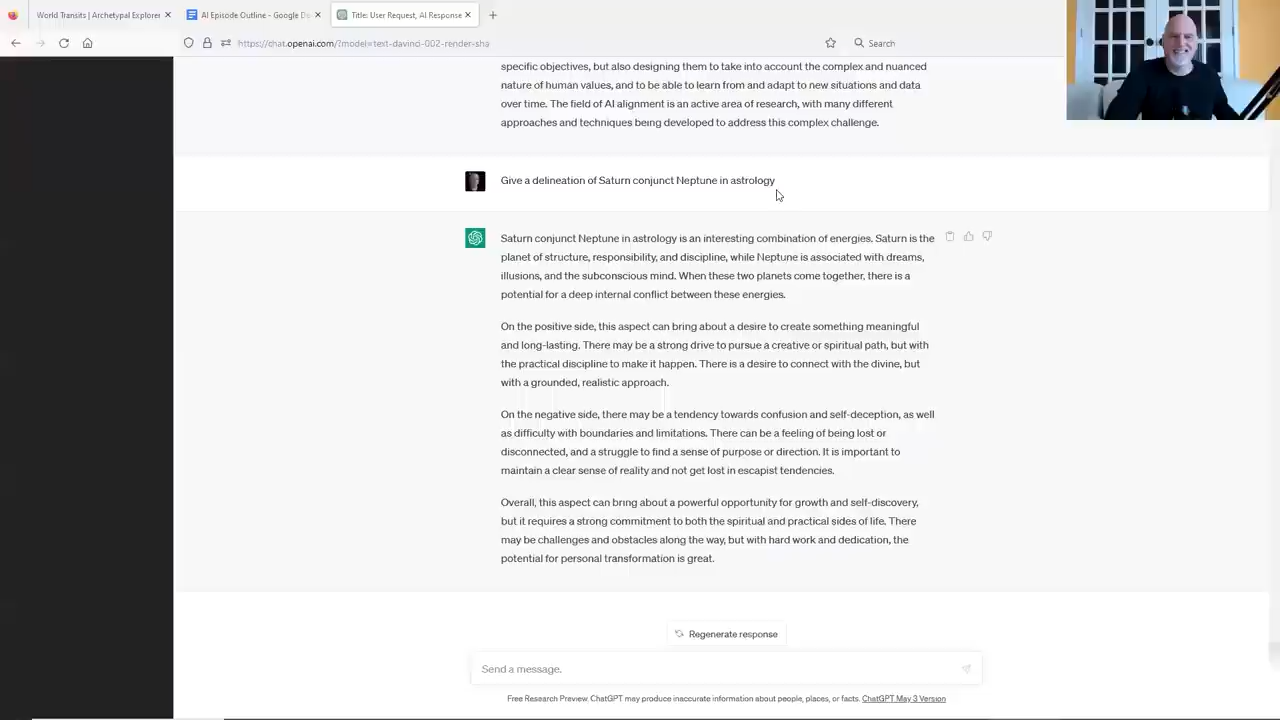 World Transits | Archetypal Explorer
AI Episode Outline - Google Do
Title: User Request, AI Response
https://chat.openai.com/?model=text-davinci-002-render-sha
Search
specific objectives, but also designing them to take into account the complex and nuanced
nature of human values, and to be able to learn from and adapt to new situations and data
over time. The field of AI alignment is an active area of research, with many different
approaches and techniques being developed to address this complex challenge.
Give a delineation of Saturn conjunct Neptune in astrology
Saturn conjunct Neptune in astrology is an interesting combination of energies. Saturn is the
planet of structure, responsibility, and discipline, while Neptune is associated with dreams,
illusions, and the subconscious mind. When these two planets come together, there is a
potential for a deep internal conflict between these energies.
On the positive side, this aspect can bring about a desire to create something meaningful
and long-lasting. There may be a strong drive to pursue a creative or spiritual path, but with
the practical discipline to make it happen. There is a desire to connect with the divine, but
with a grounded, realistic approach.
On the negative side, there may be a tendency towards confusion and self-deception, as well
as difficulty with boundaries and limitations. There can be a feeling of being lost or
disconnected, and a struggle to find a sense of purpose or direction. It is important to
maintain a clear sense of reality and not get lost in escapist tendencies.
Overall, this aspect can bring about a powerful opportunity for growth and self-discovery,
but it requires a strong commitment to both the spiritual and practical sides of life. There
may be challenges and obstacles along the way, but with hard work and dedication, the
potential for personal transformation is great.
Regenerate response
Send a message.
Free Research Preview. ChatGPT may produce inaccurate information about people, places, or facts. ChatGPT May 3 Version